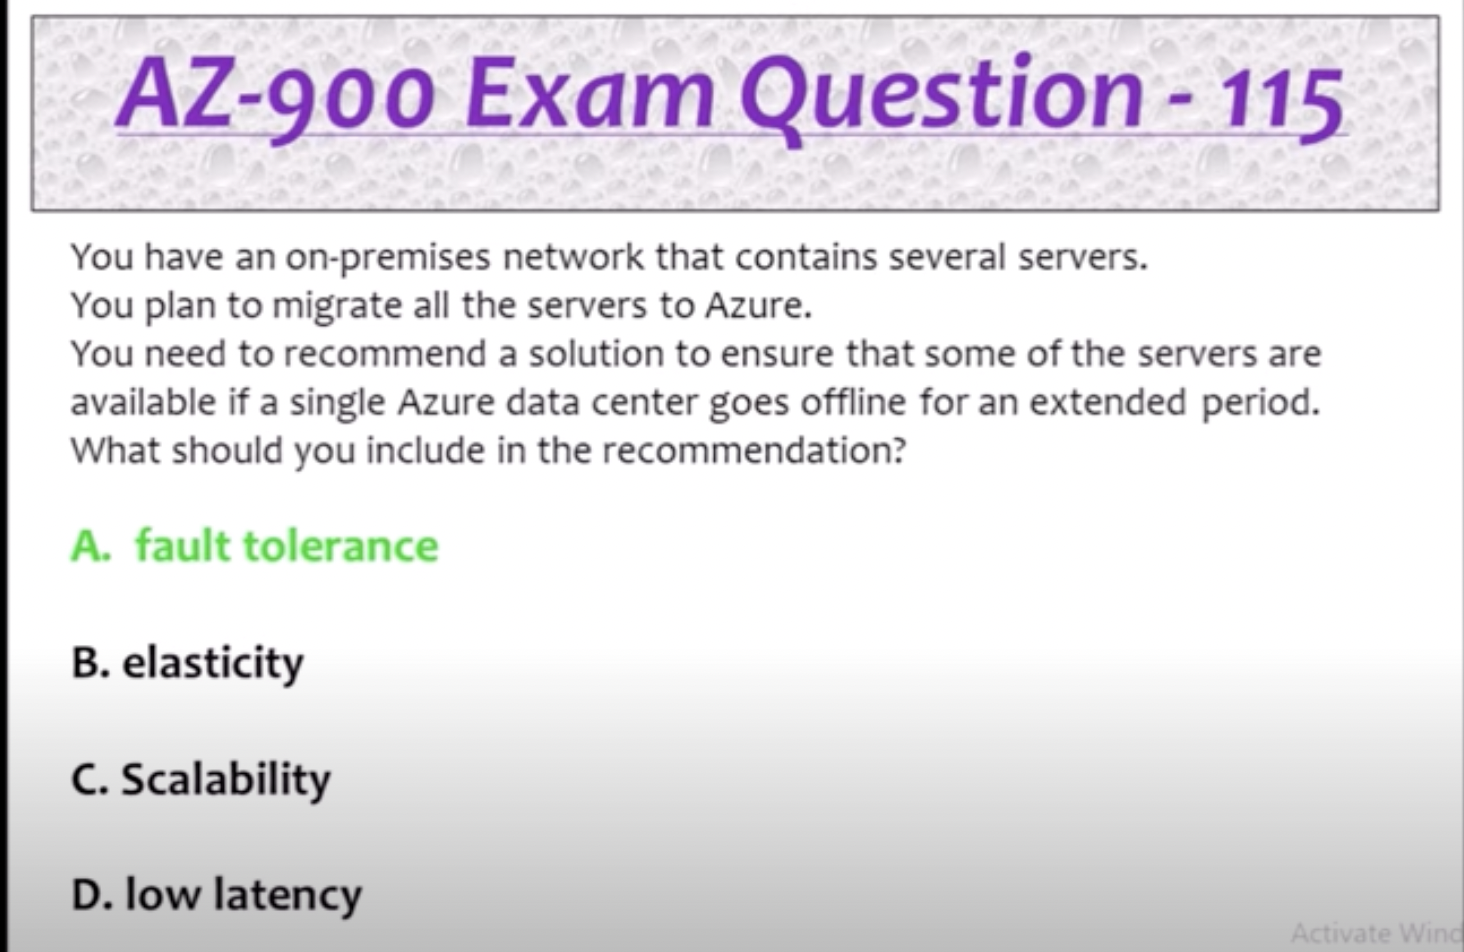 AZ-900 Exam Question - 115
You have an on-premises network that contains several servers.
You plan to migrate all the servers to Azure.
You need to recommend a solution to ensure that some of the servers are
available if a single Azure data center goes offline for an extended period.
What should you include in the recommendation?
A. fault tolerance
B. elasticity
C. Scalability
D. low latency
Activate Wind